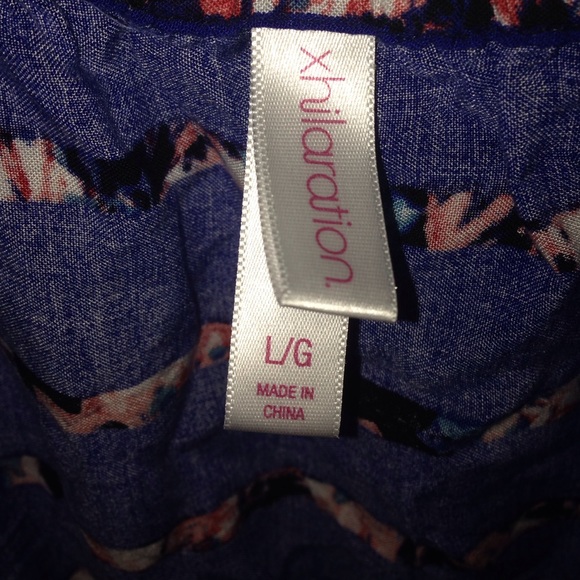 xhilaration.
L/G
MADE IN
CHINA